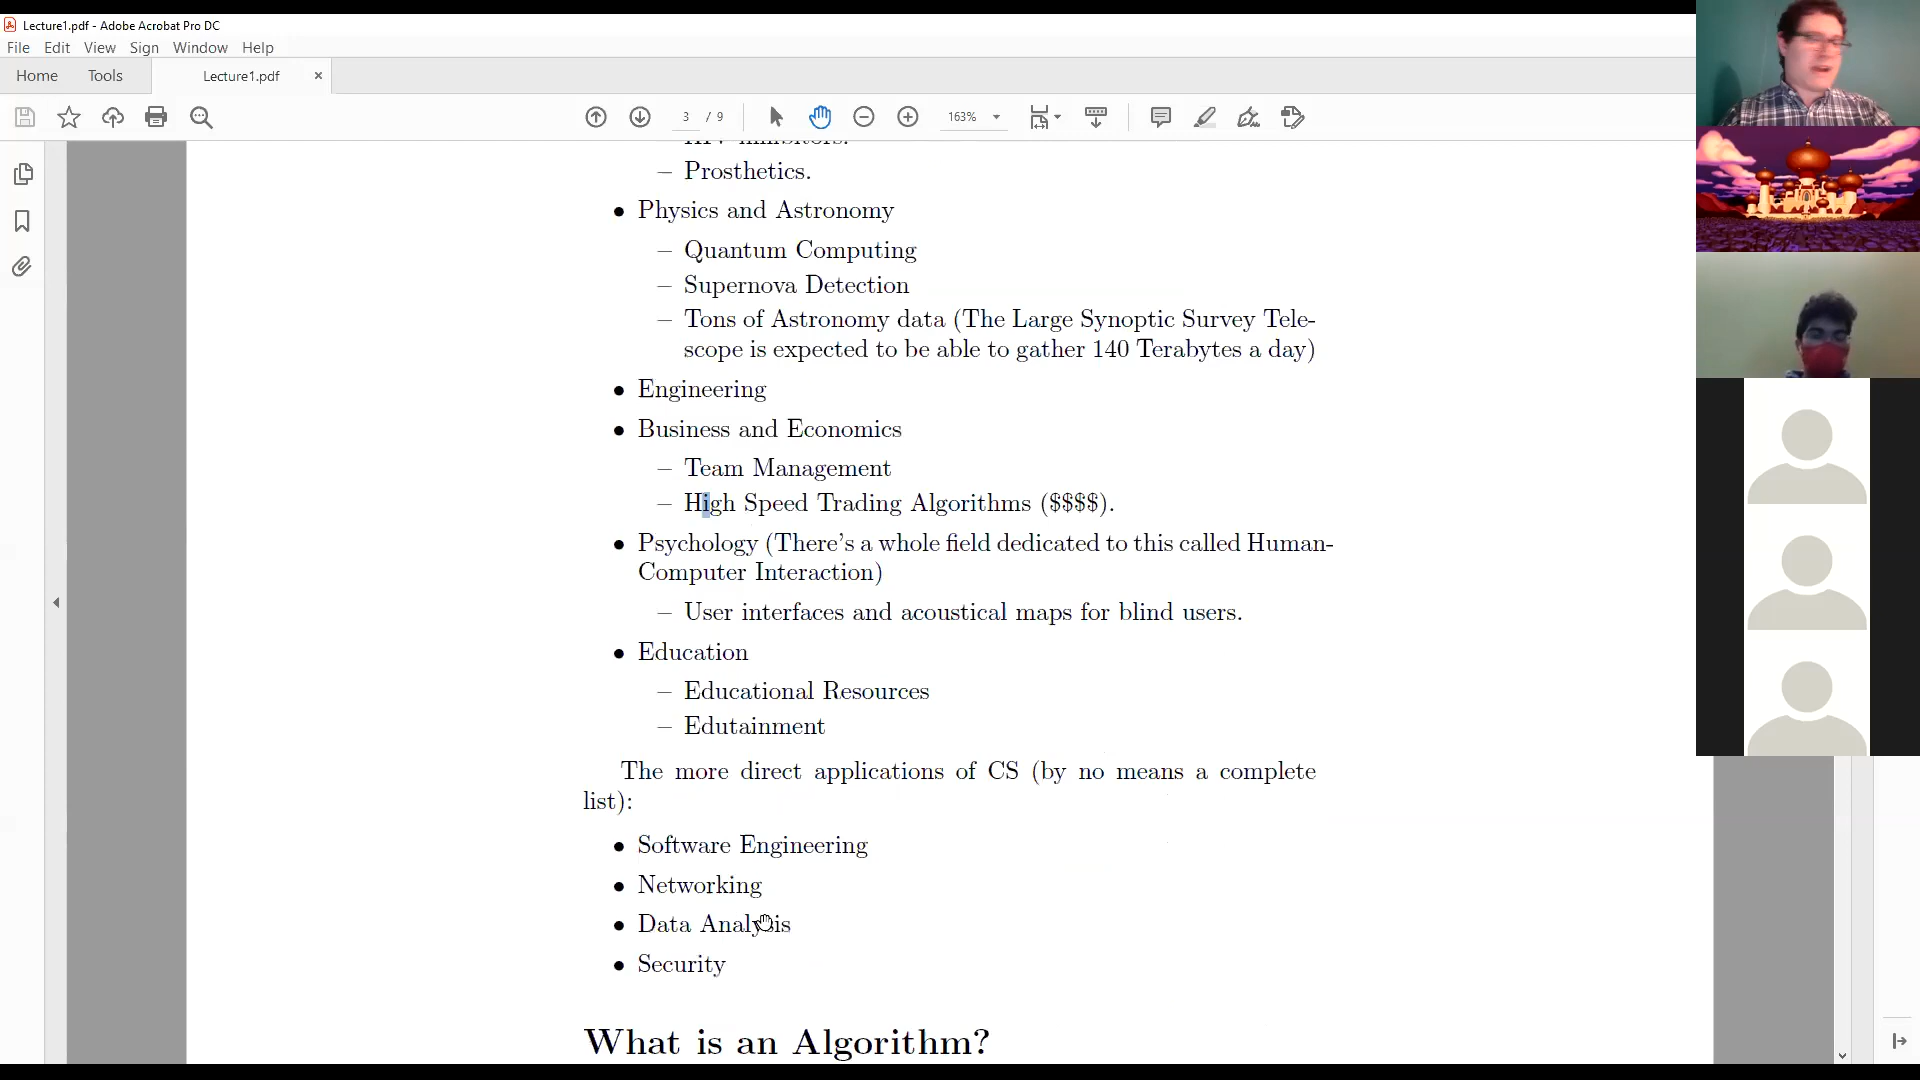 Lecture1.pdf - Adobe Acrobat Pro DC
File Edit View Sign Window Help
Home Tools Lecture1.pdf ×
3 / 9 163%
HIV inhibitors.
– Prosthetics.
• Physics and Astronomy
– Quantum Computing
– Supernova Detection
– Tons of Astronomy data (The Large Synoptic Survey Tele-
scope is expected to be able to gather 140 Terabytes a day)
• Engineering
• Business and Economics
– Team Management
– High Speed Trading Algorithms ($$$$).
• Psychology (There's a whole field dedicated to this called Human-
Computer Interaction)
– User interfaces and acoustical maps for blind users.
• Education
– Educational Resources
– Edutainment
The more direct applications of CS (by no means a complete
list):
• Software Engineering
• Networking
• Data Analysis
• Security
What is an Algorithm?